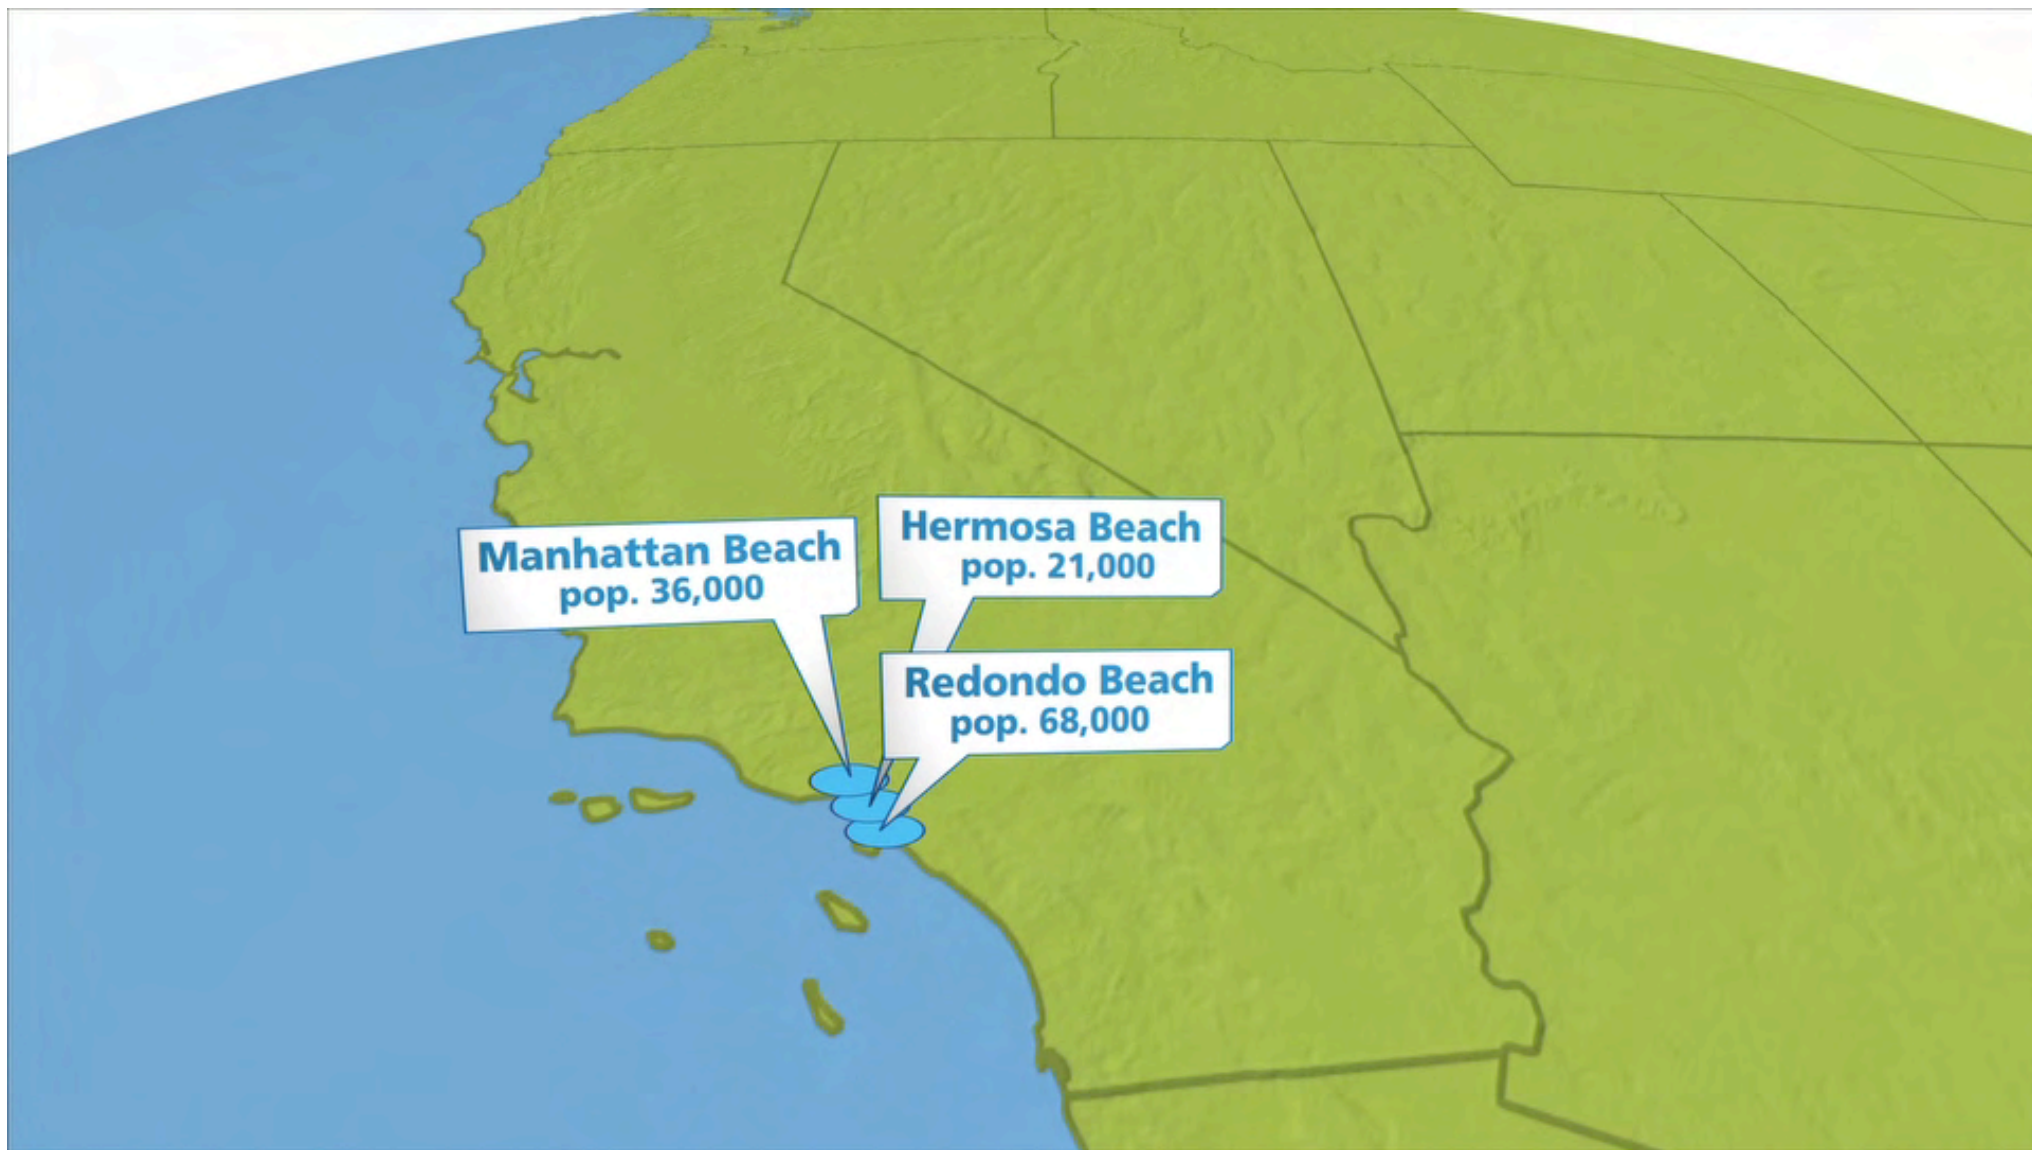 Manhattan Beach
pop. 36,000
Hermosa Beach
pop. 21,000
Redondo Beach
pop. 68,000